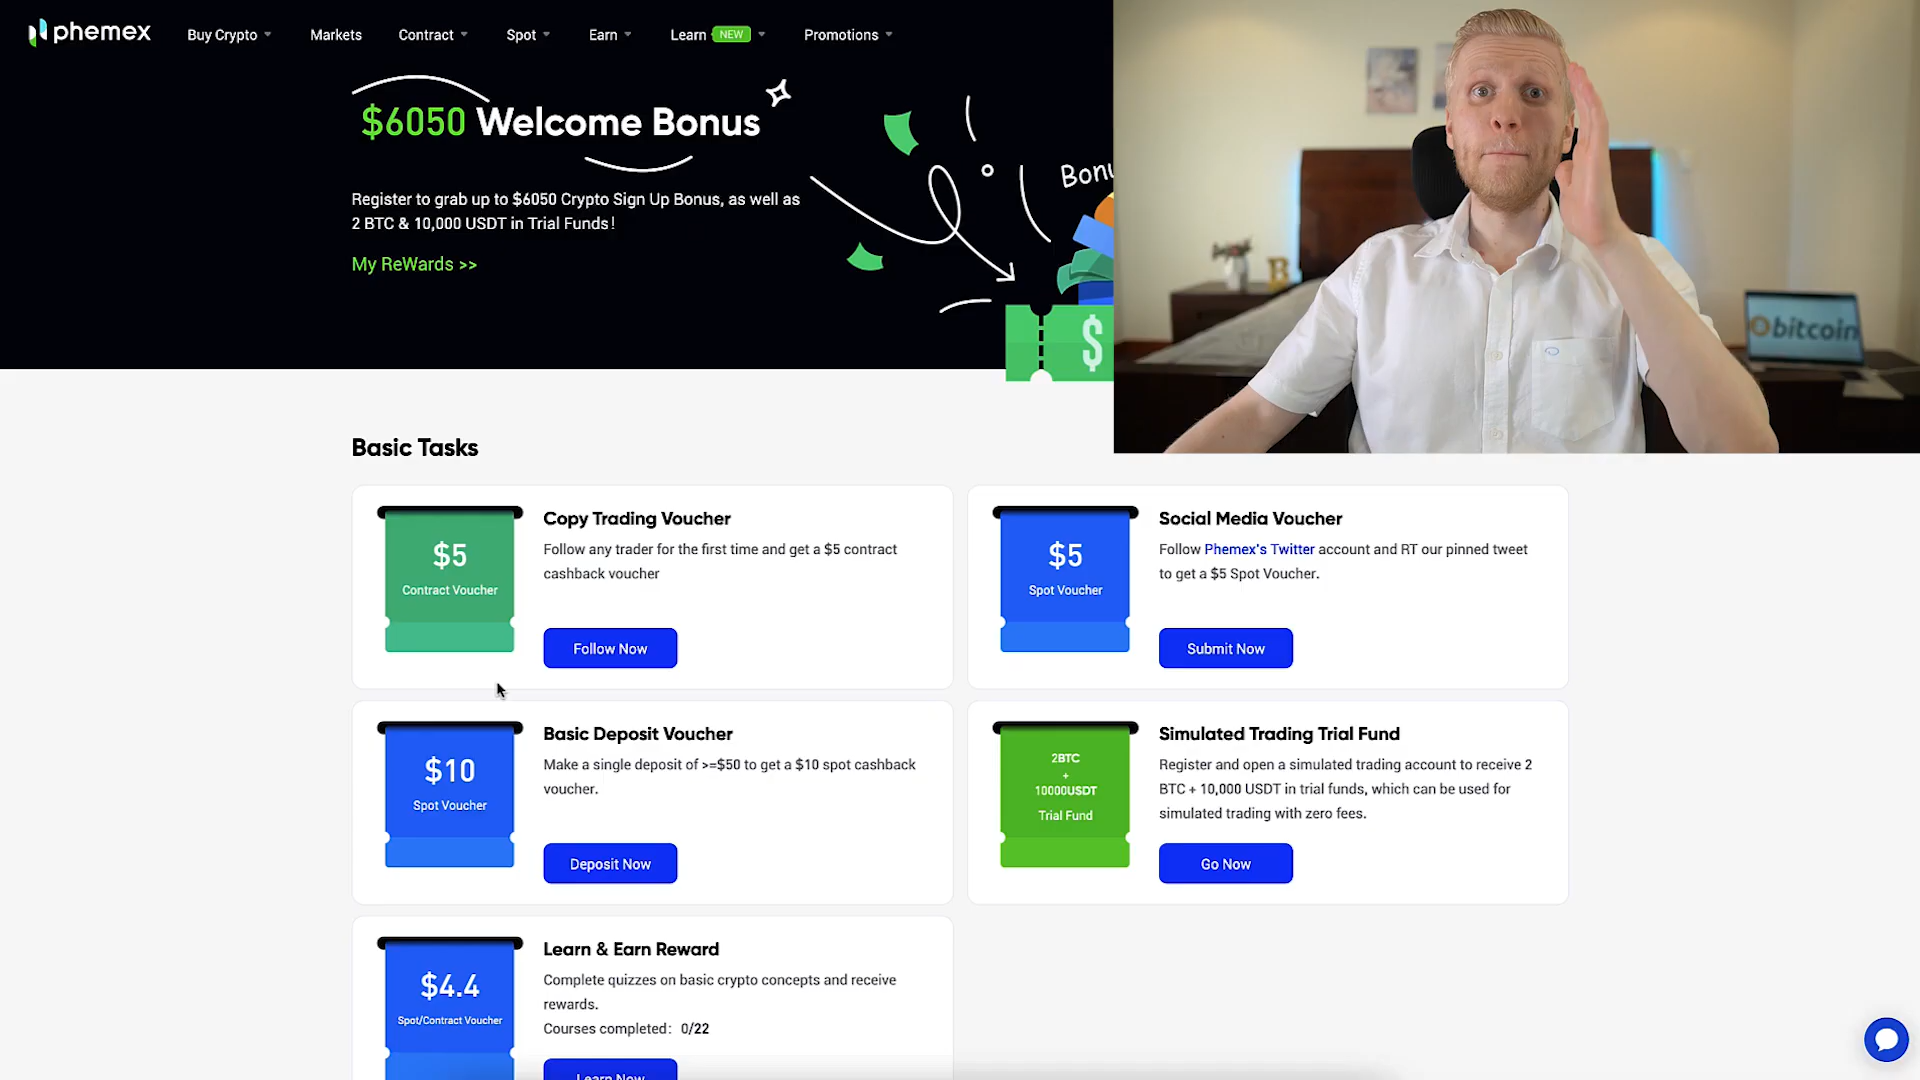 phemex
Buy Crypto
Markets
Contract
Spot
Earn
Learn NEW
Promotions
$6050 Welcome Bonus
Register to grab up to $6050 Crypto Sign Up Bonus, as well as
2 BTC & 10,000 USDT in Trial Funds!
My ReWards >>
$
B
bitcoin
Basic Tasks
$5
Contract Voucher
Copy Trading Voucher
Follow any trader for the first time and get a $5 contract
cashback voucher
Follow Now
$5
Spot Voucher
Social Media Voucher
Follow Phemex's Twitter account and RT our pinned tweet
to get a $5 Spot Voucher.
Submit Now
$10
Spot Voucher
Basic Deposit Voucher
Make a single deposit of >=$50 to get a $10 spot cashback
voucher.
Deposit Now
2BTC
+
10000USDT
Trial Fund
Simulated Trading Trial Fund
Register and open a simulated trading account to receive 2
BTC + 10,000 USDT in trial funds, which can be used for
simulated trading with zero fees.
Go Now
$4.4
Spot/Contract Voucher
Learn & Earn Reward
Complete quizzes on basic crypto concepts and receive
rewards.
Courses completed: 0/22
Learn Now